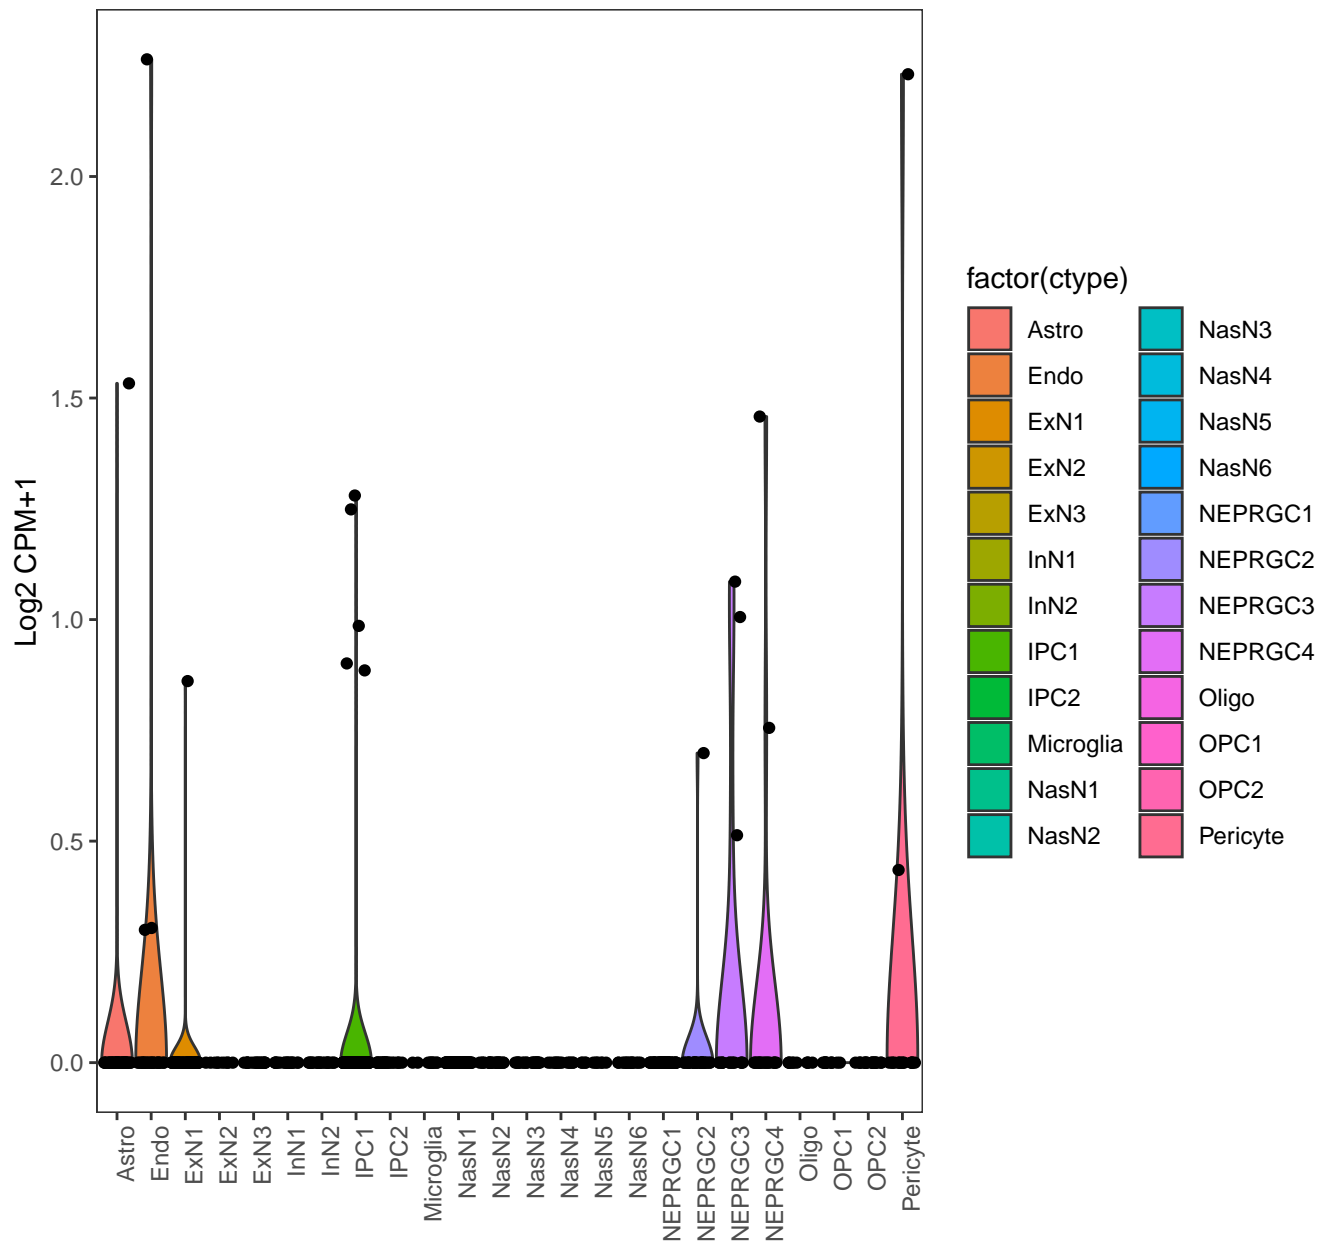 Log2 CPM+1
2.0
1.5
1.0
0.5
0.0
Astro
Endo
ExN1
ExN2
ExN3
InN1
InN2
IPC1
IPC2
Microglia
NasN1
NasN2
NasN3
NasN4
NasN5
NasN6
NEPRGC1
NEPRGC2
NEPRGC3
NEPRGC4
Oligo
OPC1
OPC2
Pericyte
factor(ctype)
Astro
Endo
ExN1
ExN2
ExN3
InN1
InN2
IPC1
IPC2
Microglia
NasN1
NasN2
NasN3
NasN4
NasN5
NasN6
NEPRGC1
NEPRGC2
NEPRGC3
NEPRGC4
Oligo
OPC1
OPC2
Pericyte